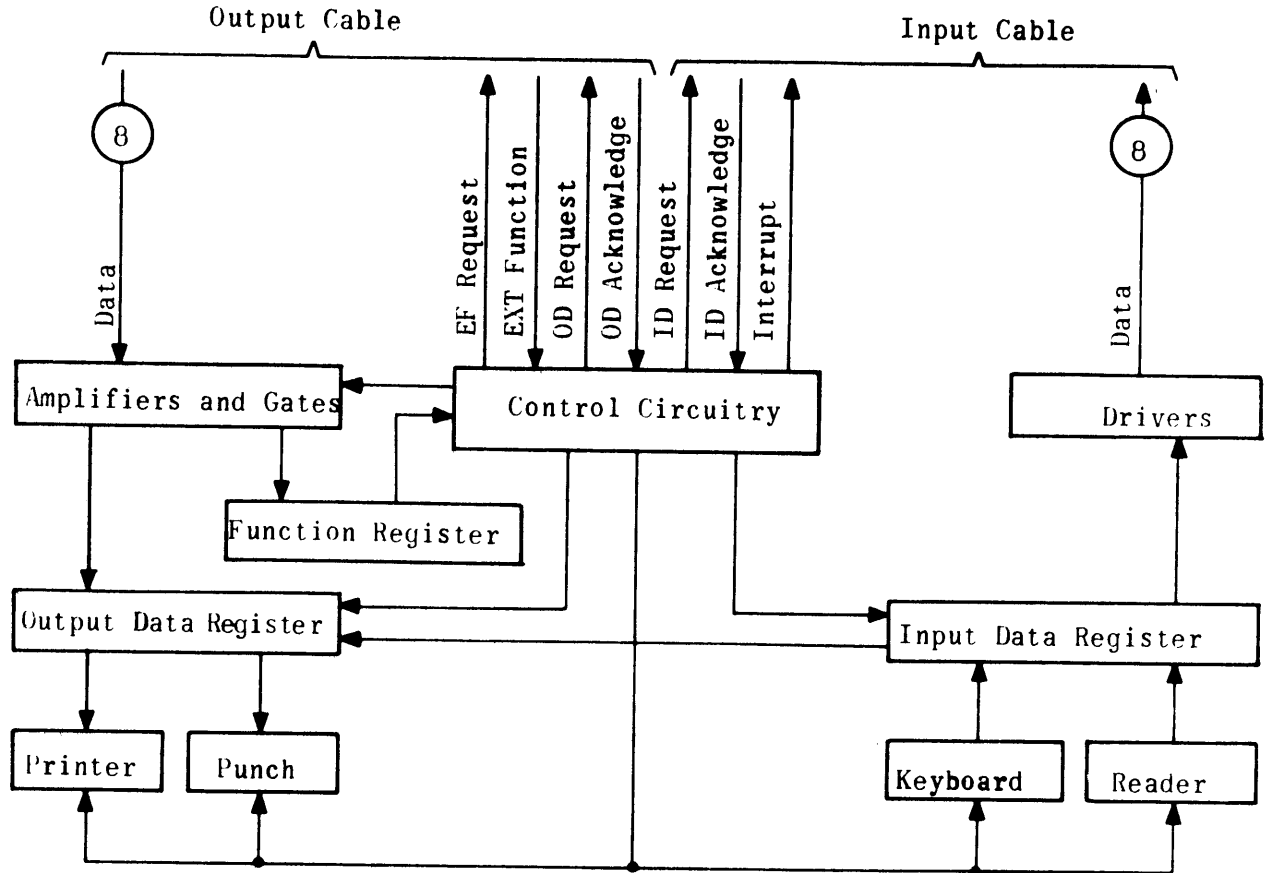 Output Cable
Input Cable
8
8
Data
EF Request
EXT Function
OD Request
OD Acknowledge
ID Request
ID Acknowledge
Interrupt
Data
Amplifiers and Gates
Control Circuitry
Drivers
Function Register
Output Data Register
Input Data Register
Printer
Punch
Keyboard
Reader